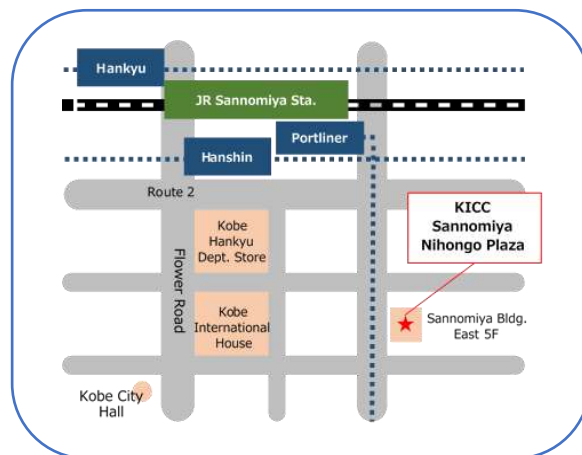 Hankyu
JR Sannomiya Sta.
Portliner
Hanshin
Route 2
KICC
Sannomiya
Nihongo Plaza
Kobe
Hankyu
Dept. Store
Flower Road
Kobe
International
House
Sannomiya Bldg.
East 5F
Kobe City
Hall